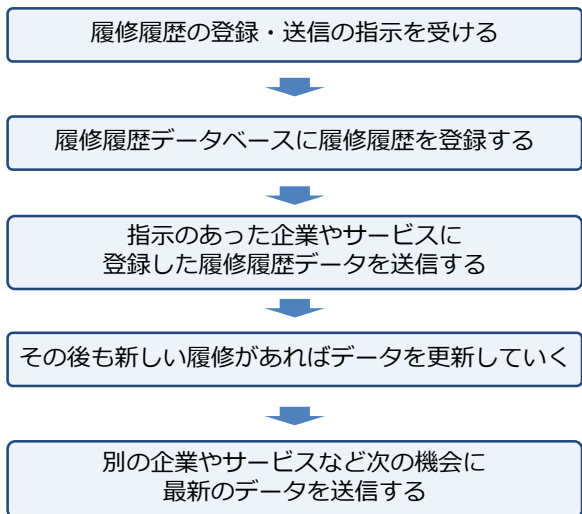 履修履歴の登録・送信の指示を受ける
履修履歴データベースに履修履歴を登録する
指示のあった企業やサービスに
登録した履修履歴データを送信する
その後も新しい履修があればデータを更新していく
別の企業やサービスなど次の機会に
最新のデータを送信する